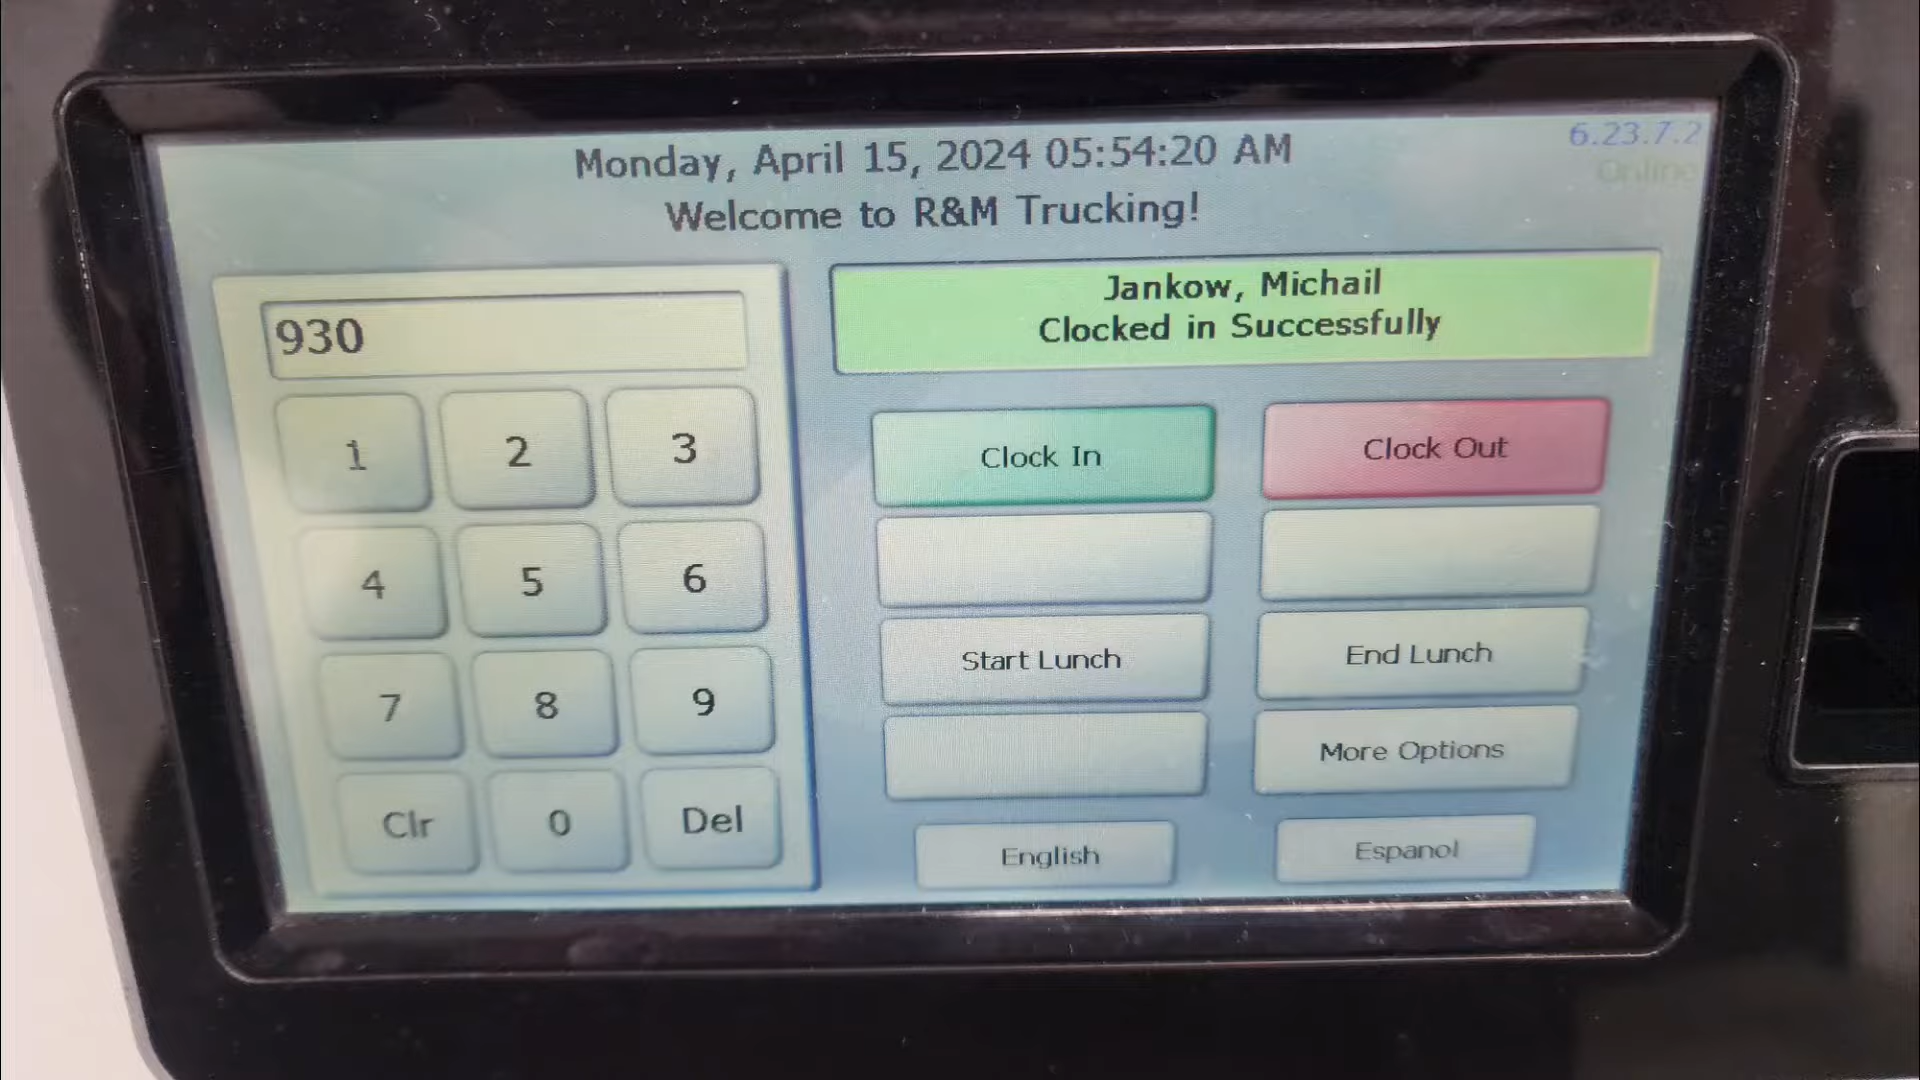 Monday, April 15, 2024 05:54:20 AM
6.23.7.2
Online
Welcome to R&M Trucking!
Jankow, Michail
Clocked in Successfully
930
1 2 3
Clock In Clock Out
4 5 6
Start Lunch End Lunch
7 8 9
More Options
Clr 0 Del
English Espanol